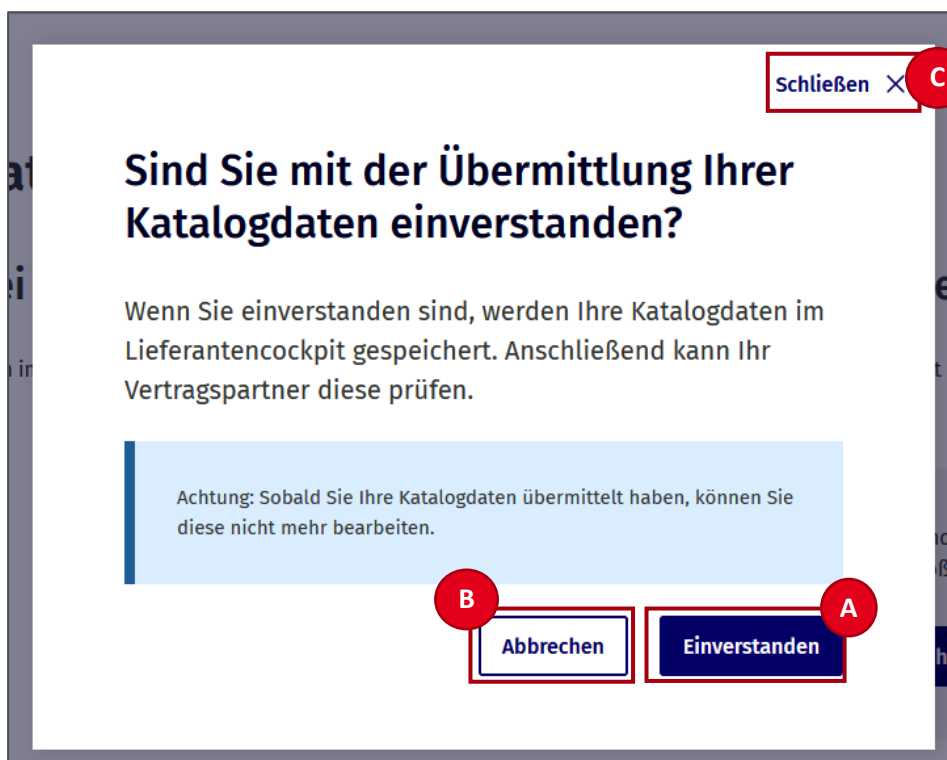 Schließen
C
Sind Sie mit der Übermittlung Ihrer
Katalogdaten einverstanden?
Wenn Sie einverstanden sind, werden Ihre Katalogdaten im
Lieferantencockpit gespeichert. Anschließend kann Ihr
Vertragspartner diese prüfen.
Achtung: Sobald Sie Ihre Katalogdaten übermittelt haben, können Sie
diese nicht mehr bearbeiten.
B
A
Abbrechen
Einverstanden